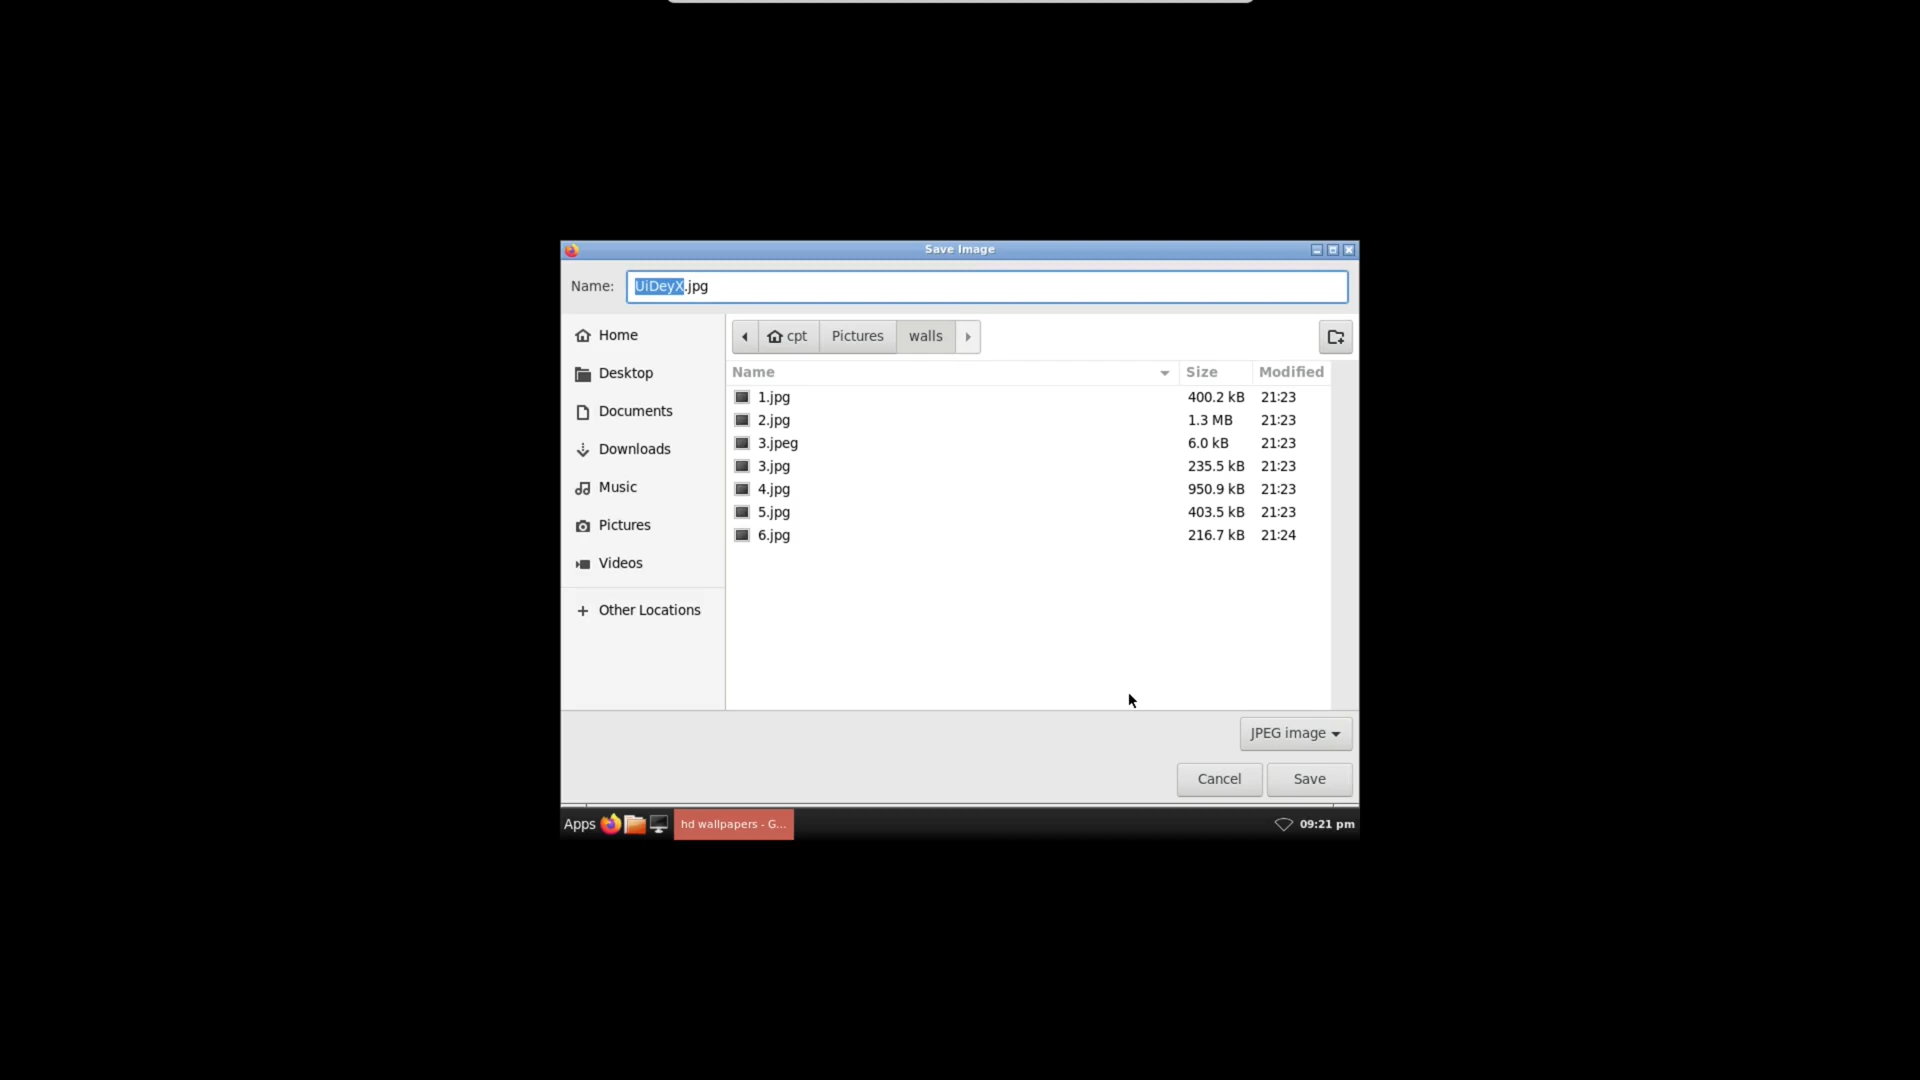 Save Image
Name: UiDeyX.jpg
Home
Desktop
Documents
Downloads
Music
Pictures
Videos
Other Locations
cpt Pictures walls
Name Size Modified
1.jpg 400.2 kB 21:23
2.jpg 1.3 MB 21:23
3.jpeg 6.0 kB 21:23
3.jpg 235.5 kB 21:23
4.jpg 950.9 kB 21:23
5.jpg 403.5 kB 21:23
6.jpg 216.7 kB 21:24
JPEG image
Cancel Save
Apps hd wallpapers - G... 09:21 pm